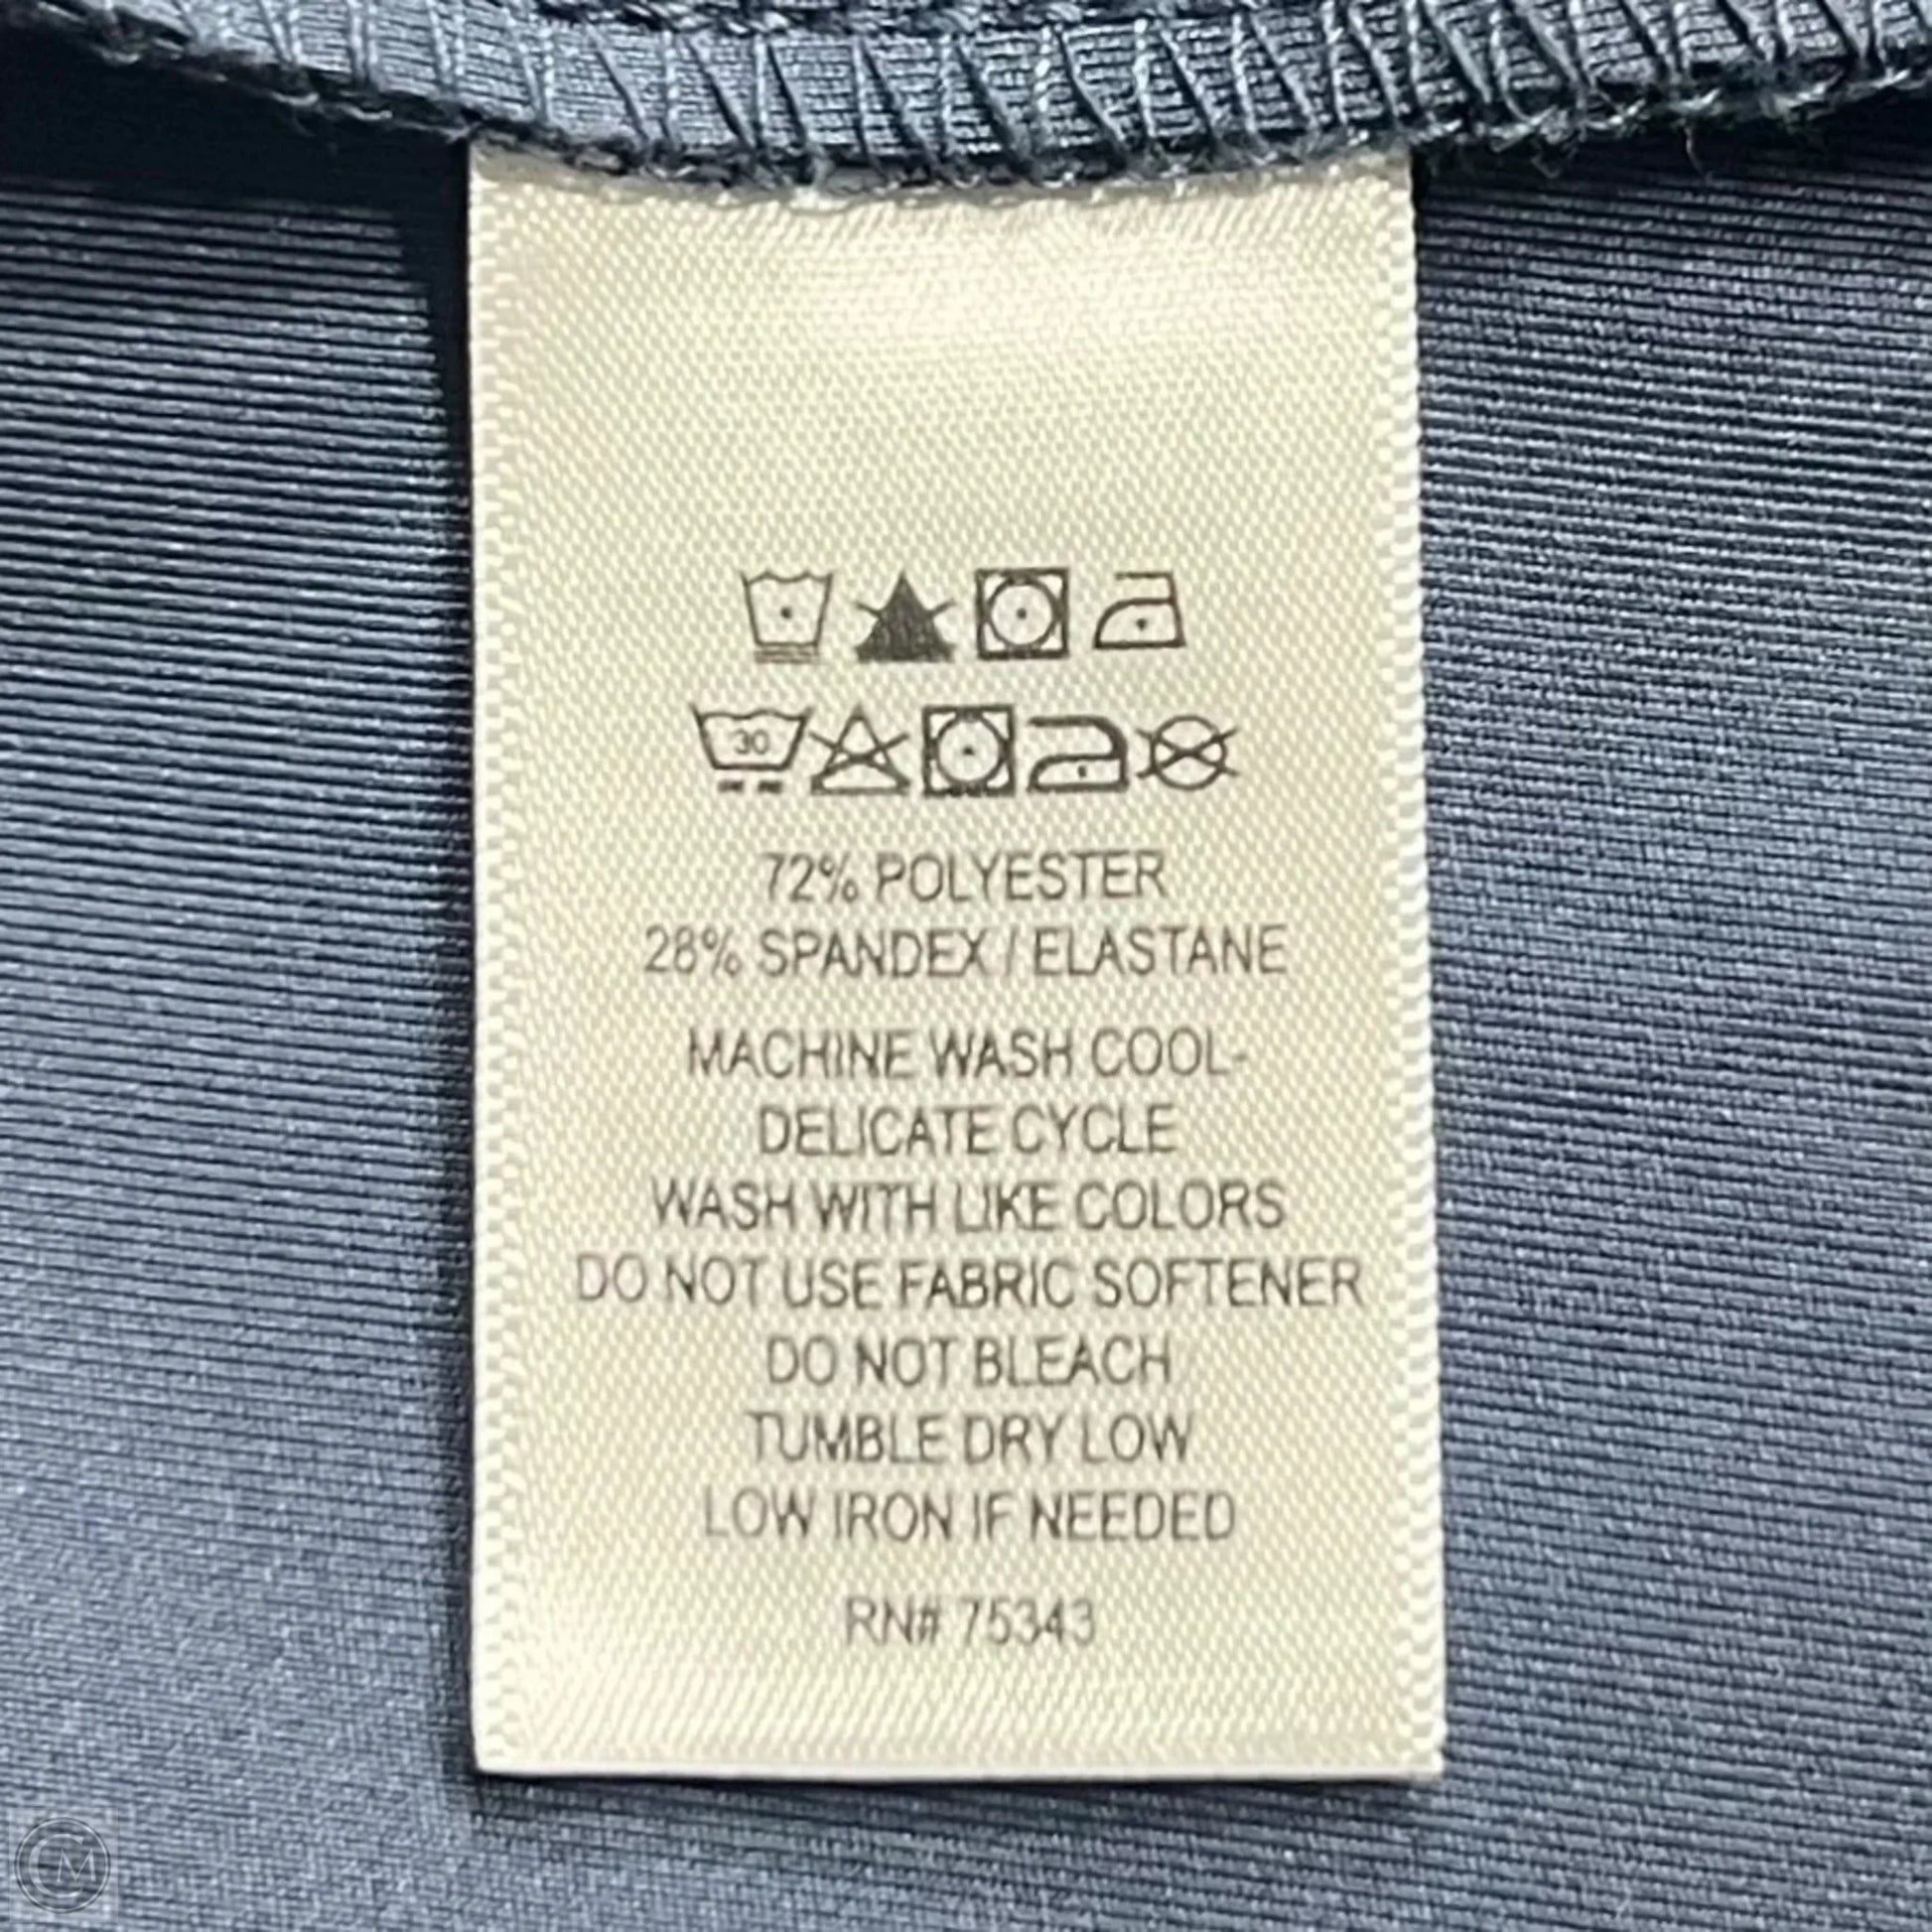 30
72% POLYESTER
28% SPANDEX / ELASTANE
MACHINE WASH COOL-
DELICATE CYCLE
WASH WITH LIKE COLORS
DO NOT USE FABRIC SOFTENER
DO NOT BLEACH
TUMBLE DRY LOW
LOW IRON IF NEEDED
RN# 75343
CM